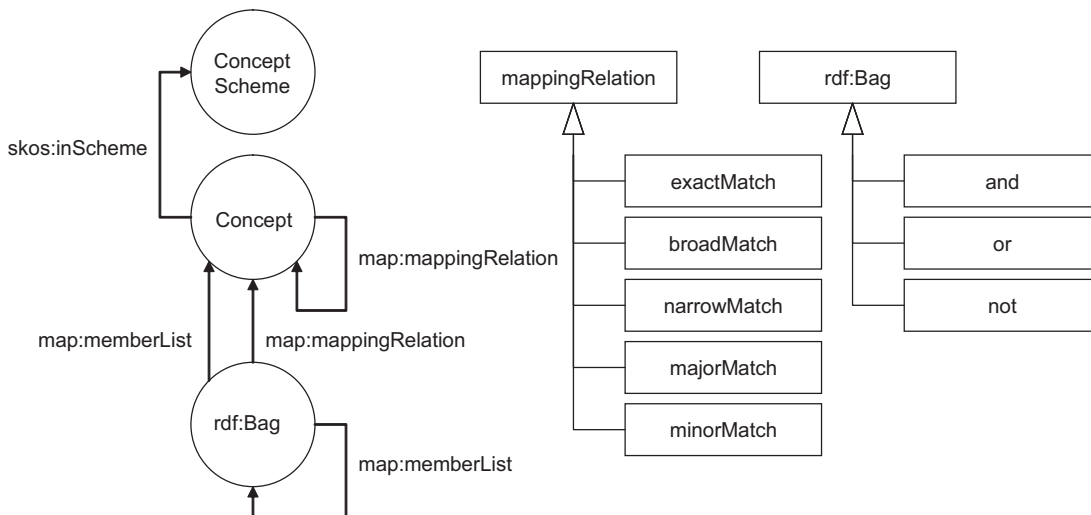 Concept
Scheme
skos:inScheme
Concept
map:mappingRelation
map:memberList
map:mappingRelation
rdf:Bag
map:memberList
mappingRelation
exactMatch
broadMatch
narrowMatch
majorMatch
minorMatch
rdf:Bag
and
or
not